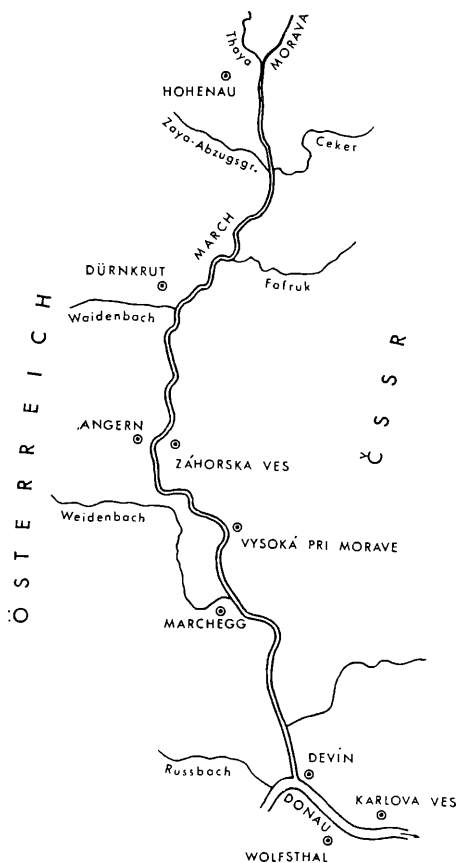 Thaya
MORAVA
HOHENAU
Zaya-Abzugsgr.
Ceker
MARCH
DÜRNKRUT
Fafruk
Waidenbach
ÖSTERREICH
ČSSR
ANGERN
ZÁHORSKA VES
Weidenbach
VYSOKÁ PRI MORAVE
MARCHEGG
Russbach
DEVÍN
DONAU
KARLOVA VES
WOLFSTHAL